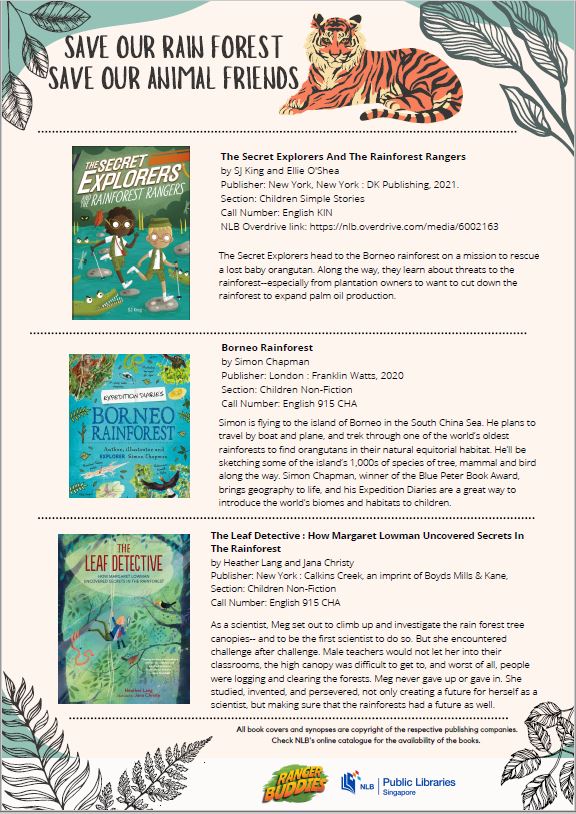 SAVE OUR RAIN FOREST
SAVE OUR ANIMAL FRIENDS
THE SECRET
EXPLORERS
AND THE RAINFOREST RANGERS
SJ King
The Secret Explorers And The Rainforest Rangers
by SJ King and Ellie O'Shea
Publisher: New York, New York : DK Publishing, 2021.
Section: Children Simple Stories
Call Number: English KIN
NLB Overdrive link: https://nlb.overdrive.com/media/6002163
The Secret Explorers head to the Borneo rainforest on a mission to rescue
a lost baby orangutan. Along the way, they learn about threats to the
rainforest--especially from plantation owners to want to cut down the
rainforest to expand palm oil production.
EXPEDITION DIARIES
BORNEO
RAINFOREST
Author, illustrator and
EXPLORER Simon Chapman
Borneo Rainforest
by Simon Chapman
Publisher: London : Franklin Watts, 2020
Section: Children Non-Fiction
Call Number: English 915 CHA
Simon is flying to the island of Borneo in the South China Sea. He plans to
travel by boat and plane, and trek through one of the world's oldest
rainforests to find orangutans in their natural equitorial habitat. He'll be
sketching some of the island's 1,000s of species of tree, mammal and bird
along the way. Simon Chapman, winner of the Blue Peter Book Award,
brings geography to life, and his Expedition Diaries are a great way to
introduce the world's biomes and habitats to children.
THE
LEAF DETECTIVE
HOW MARGARET LOWMAN
UNCOVERED SECRETS IN THE RAINFOREST
Heather Lang
Jana Christy
The Leaf Detective : How Margaret Lowman Uncovered Secrets In
The Rainforest
by Heather Lang and Jana Christy
Publisher: New York : Calkins Creek, an imprint of Boyds Mills & Kane,
Section: Children Non-Fiction
Call Number: English 915 CHA
As a scientist, Meg set out to climb up and investigate the rain forest tree
canopies-- and to be the first scientist to do so. But she encountered
challenge after challenge. Male teachers would not let her into their
classrooms, the high canopy was difficult to get to, and worst of all, people
were logging and clearing the forests. Meg never gave up or gave in. She
studied, invented, and persevered, not only creating a future for herself as a
scientist, but making sure that the rainforests had a future as well.
All book covers and synopses are copyright of the respective publishing companies.
Check NLB's online catalogue for the availability of the books.
RANGER
BUDDIES
NLB Public Libraries
Singapore